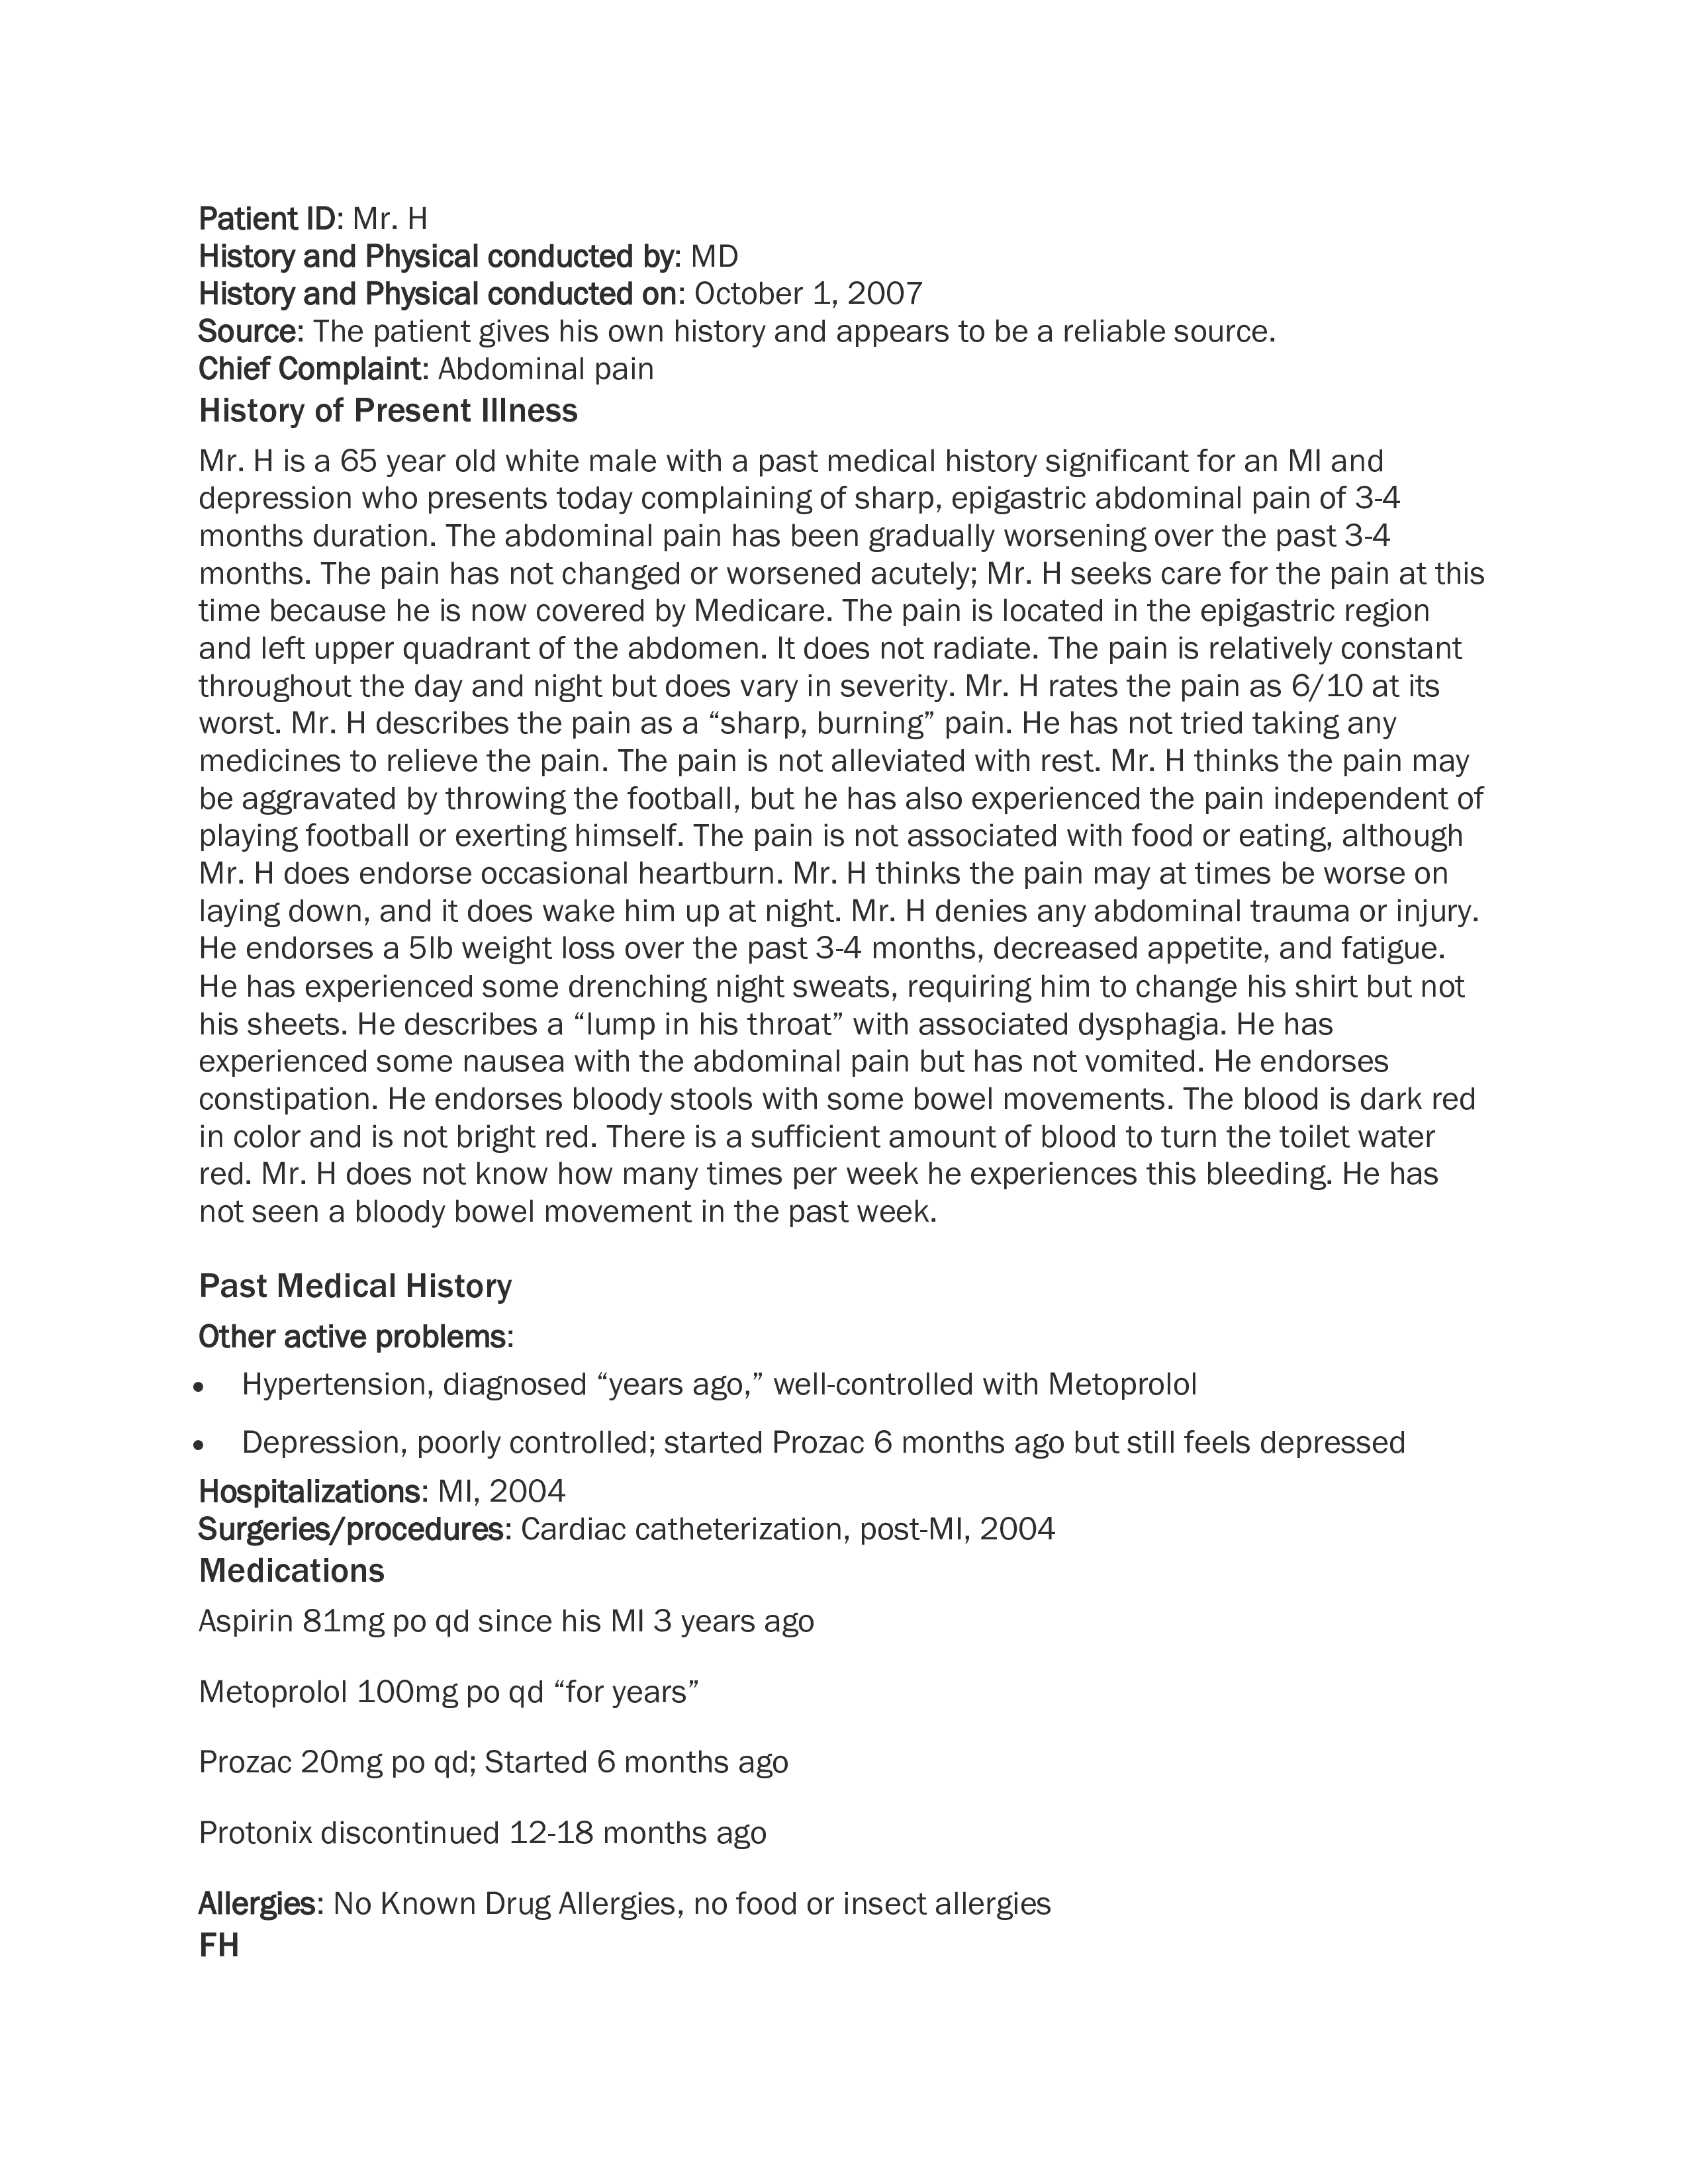 Patient ID: Mr. H
History and Physical conducted by: MD
History and Physical conducted on: October 1, 2007
Source: The patient gives his own history and appears to be a reliable source.
Chief Complaint: Abdominal pain
History of Present Illness
Mr. H is a 65 year old white male with a past medical history significant for an MI and
depression who presents today complaining of sharp, epigastric abdominal pain of 3-4
months duration. The abdominal pain has been gradually worsening over the past 3-4
months. The pain has not changed or worsened acutely; Mr. H seeks care for the pain at this
time because he is now covered by Medicare. The pain is located in the epigastric region
and left upper quadrant of the abdomen. It does not radiate. The pain is relatively constant
throughout the day and night but does vary in severity. Mr. H rates the pain as 6/10 at its
worst. Mr. H describes the pain as a “sharp, burning” pain. He has not tried taking any
medicines to relieve the pain. The pain is not alleviated with rest. Mr. H thinks the pain may
be aggravated by throwing the football, but he has also experienced the pain independent of
playing football or exerting himself. The pain is not associated with food or eating, although
Mr. H does endorse occasional heartburn. Mr. H thinks the pain may at times be worse on
laying down, and it does wake him up at night. Mr. H denies any abdominal trauma or injury.
He endorses a 5lb weight loss over the past 3-4 months, decreased appetite, and fatigue.
He has experienced some drenching night sweats, requiring him to change his shirt but not
his sheets. He describes a “lump in his throat” with associated dysphagia. He has
experienced some nausea with the abdominal pain but has not vomited. He endorses
constipation. He endorses bloody stools with some bowel movements. The blood is dark red
in color and is not bright red. There is a sufficient amount of blood to turn the toilet water
red. Mr. H does not know how many times per week he experiences this bleeding. He has
not seen a bloody bowel movement in the past week.
Past Medical History
Other active problems:
• Hypertension, diagnosed “years ago,” well-controlled with Metoprolol
• Depression, poorly controlled; started Prozac 6 months ago but still feels depressed
Hospitalizations: MI, 2004
Surgeries/procedures: Cardiac catheterization, post-MI, 2004
Medications
Aspirin 81mg po qd since his MI 3 years ago
Metoprolol 100mg po qd “for years”
Prozac 20mg po qd; Started 6 months ago
Protonix discontinued 12-18 months ago
Allergies: No Known Drug Allergies, no food or insect allergies
FH